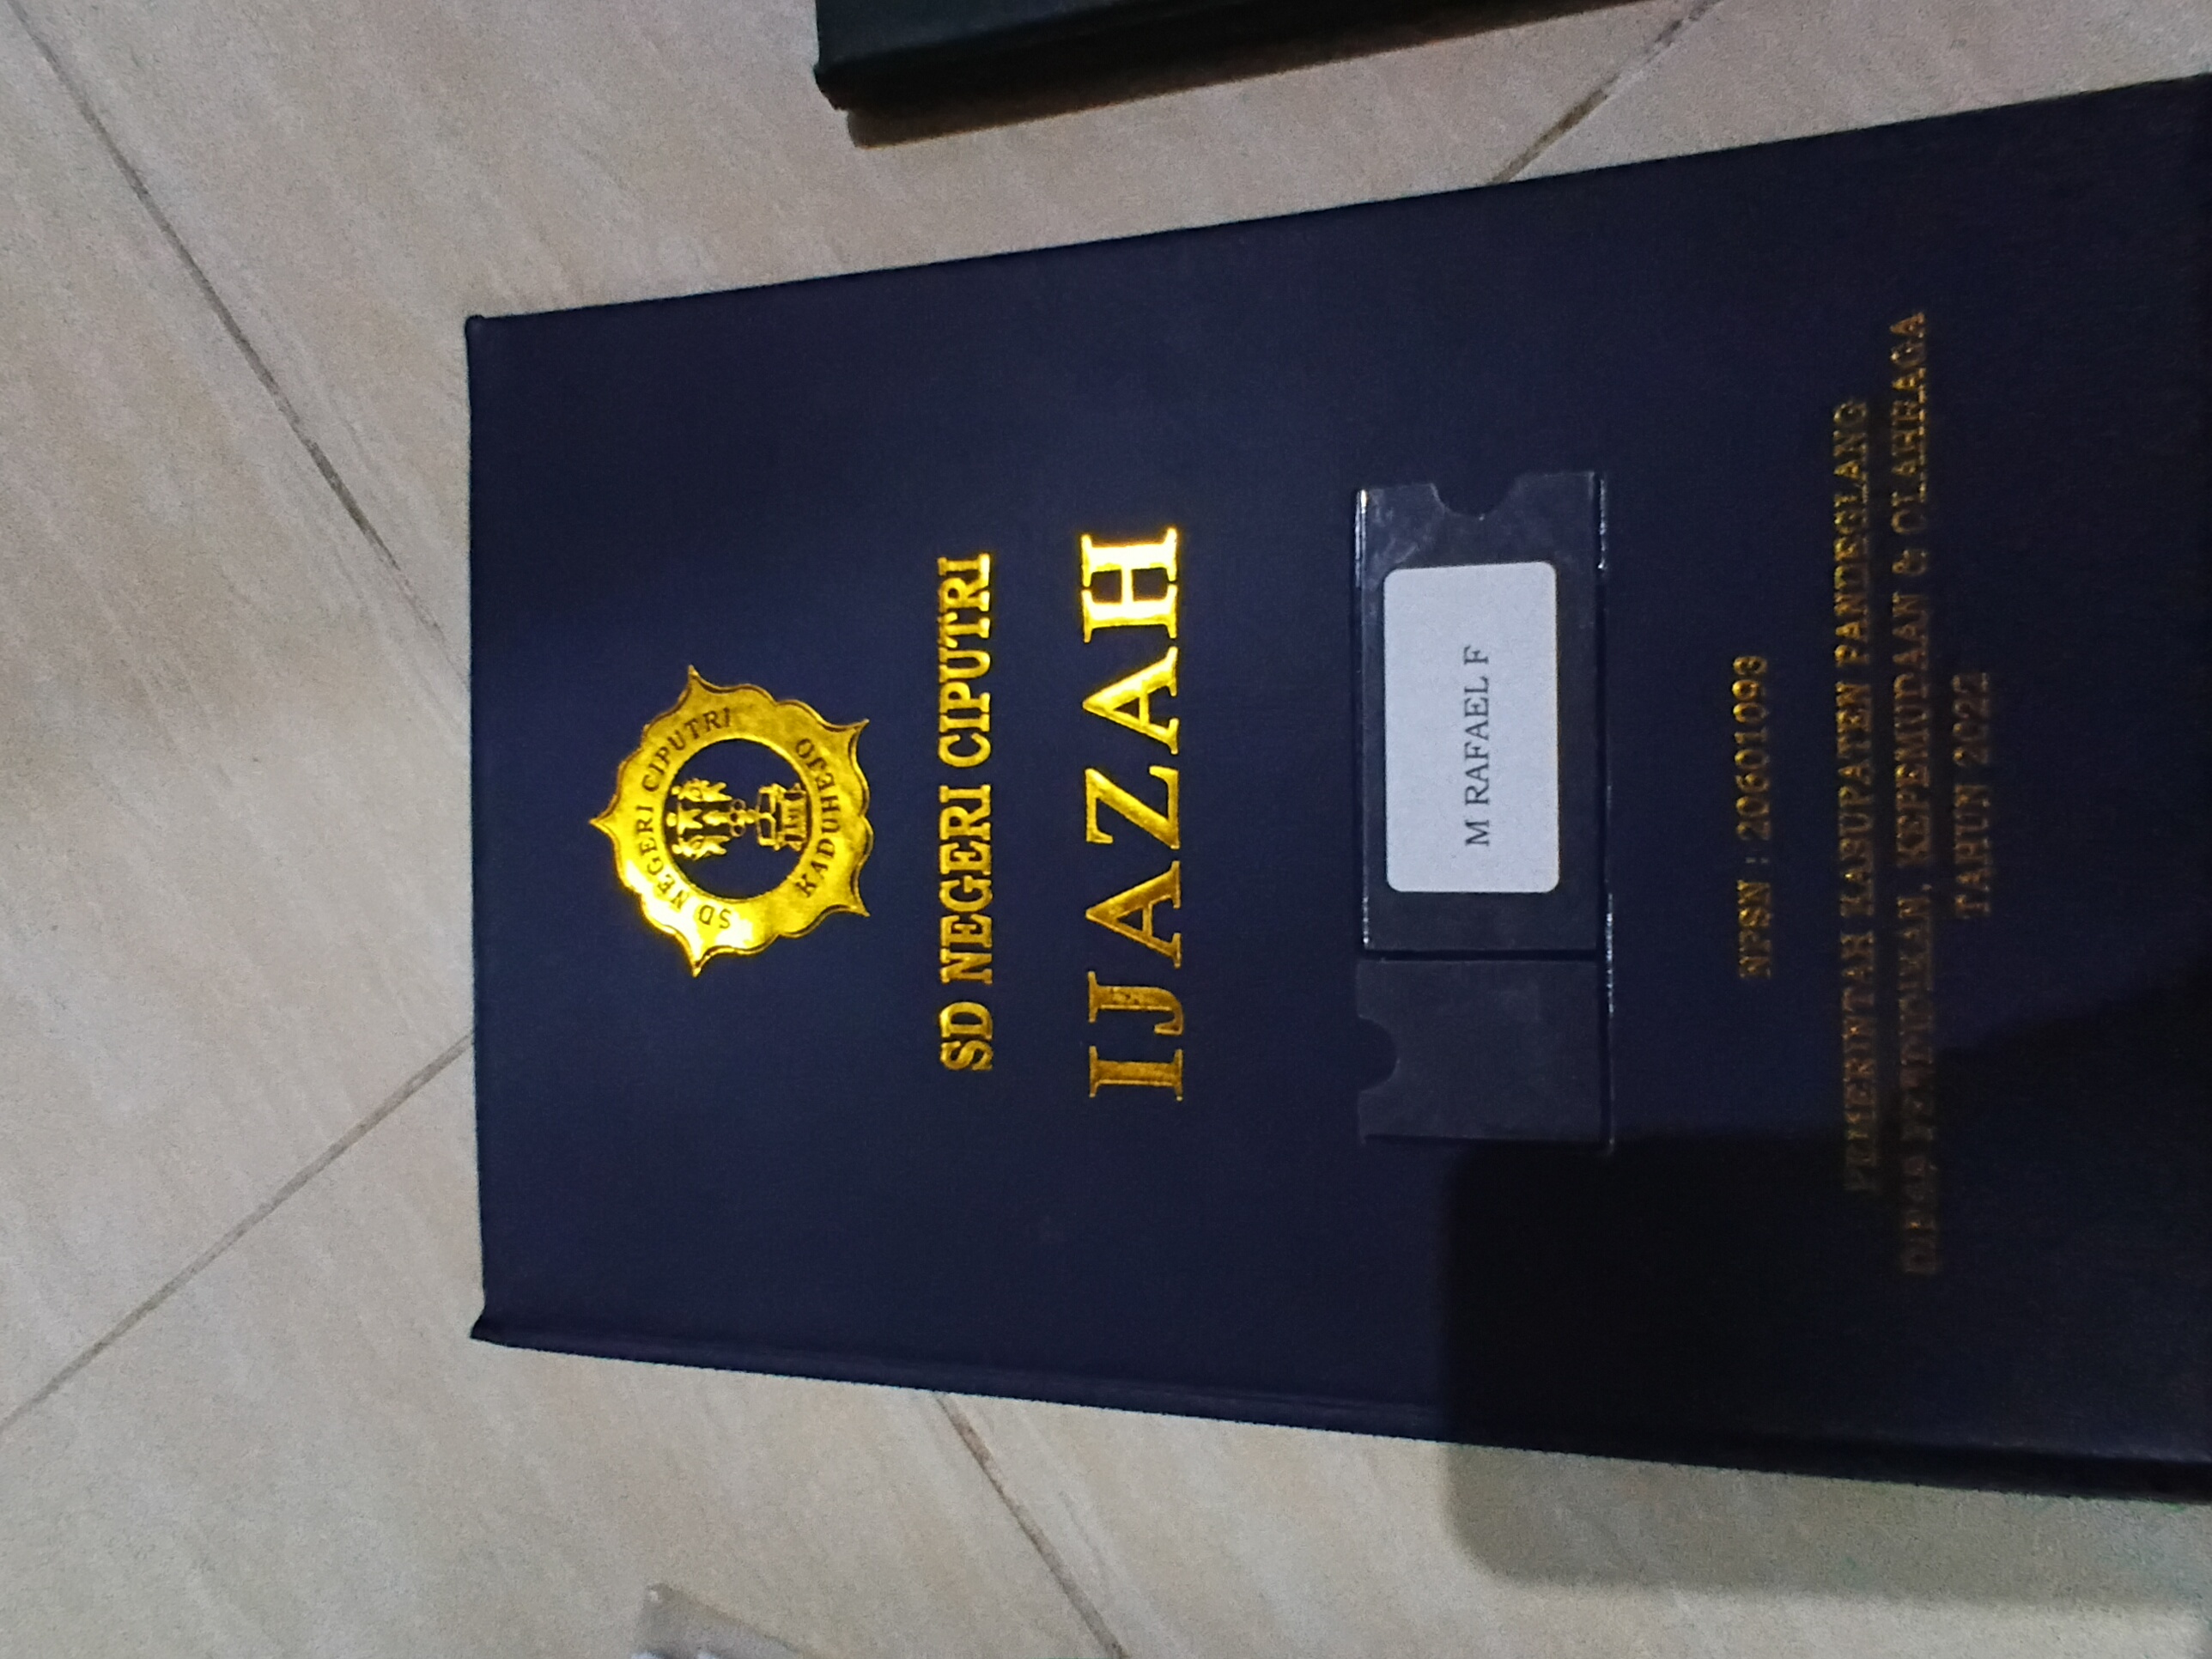 SD NEGERI CIPUTRI
KADUHEJO
SD NEGERI CIPUTRI
IJAZAH
M RAFAEL F
NPSN : 20601093
PEMERINTAH KABUPATEN PANDEGLANG
DINAS PENDIDIKAN, KEPEMUDAAN & OLAHRAGA
TAHUN 2022